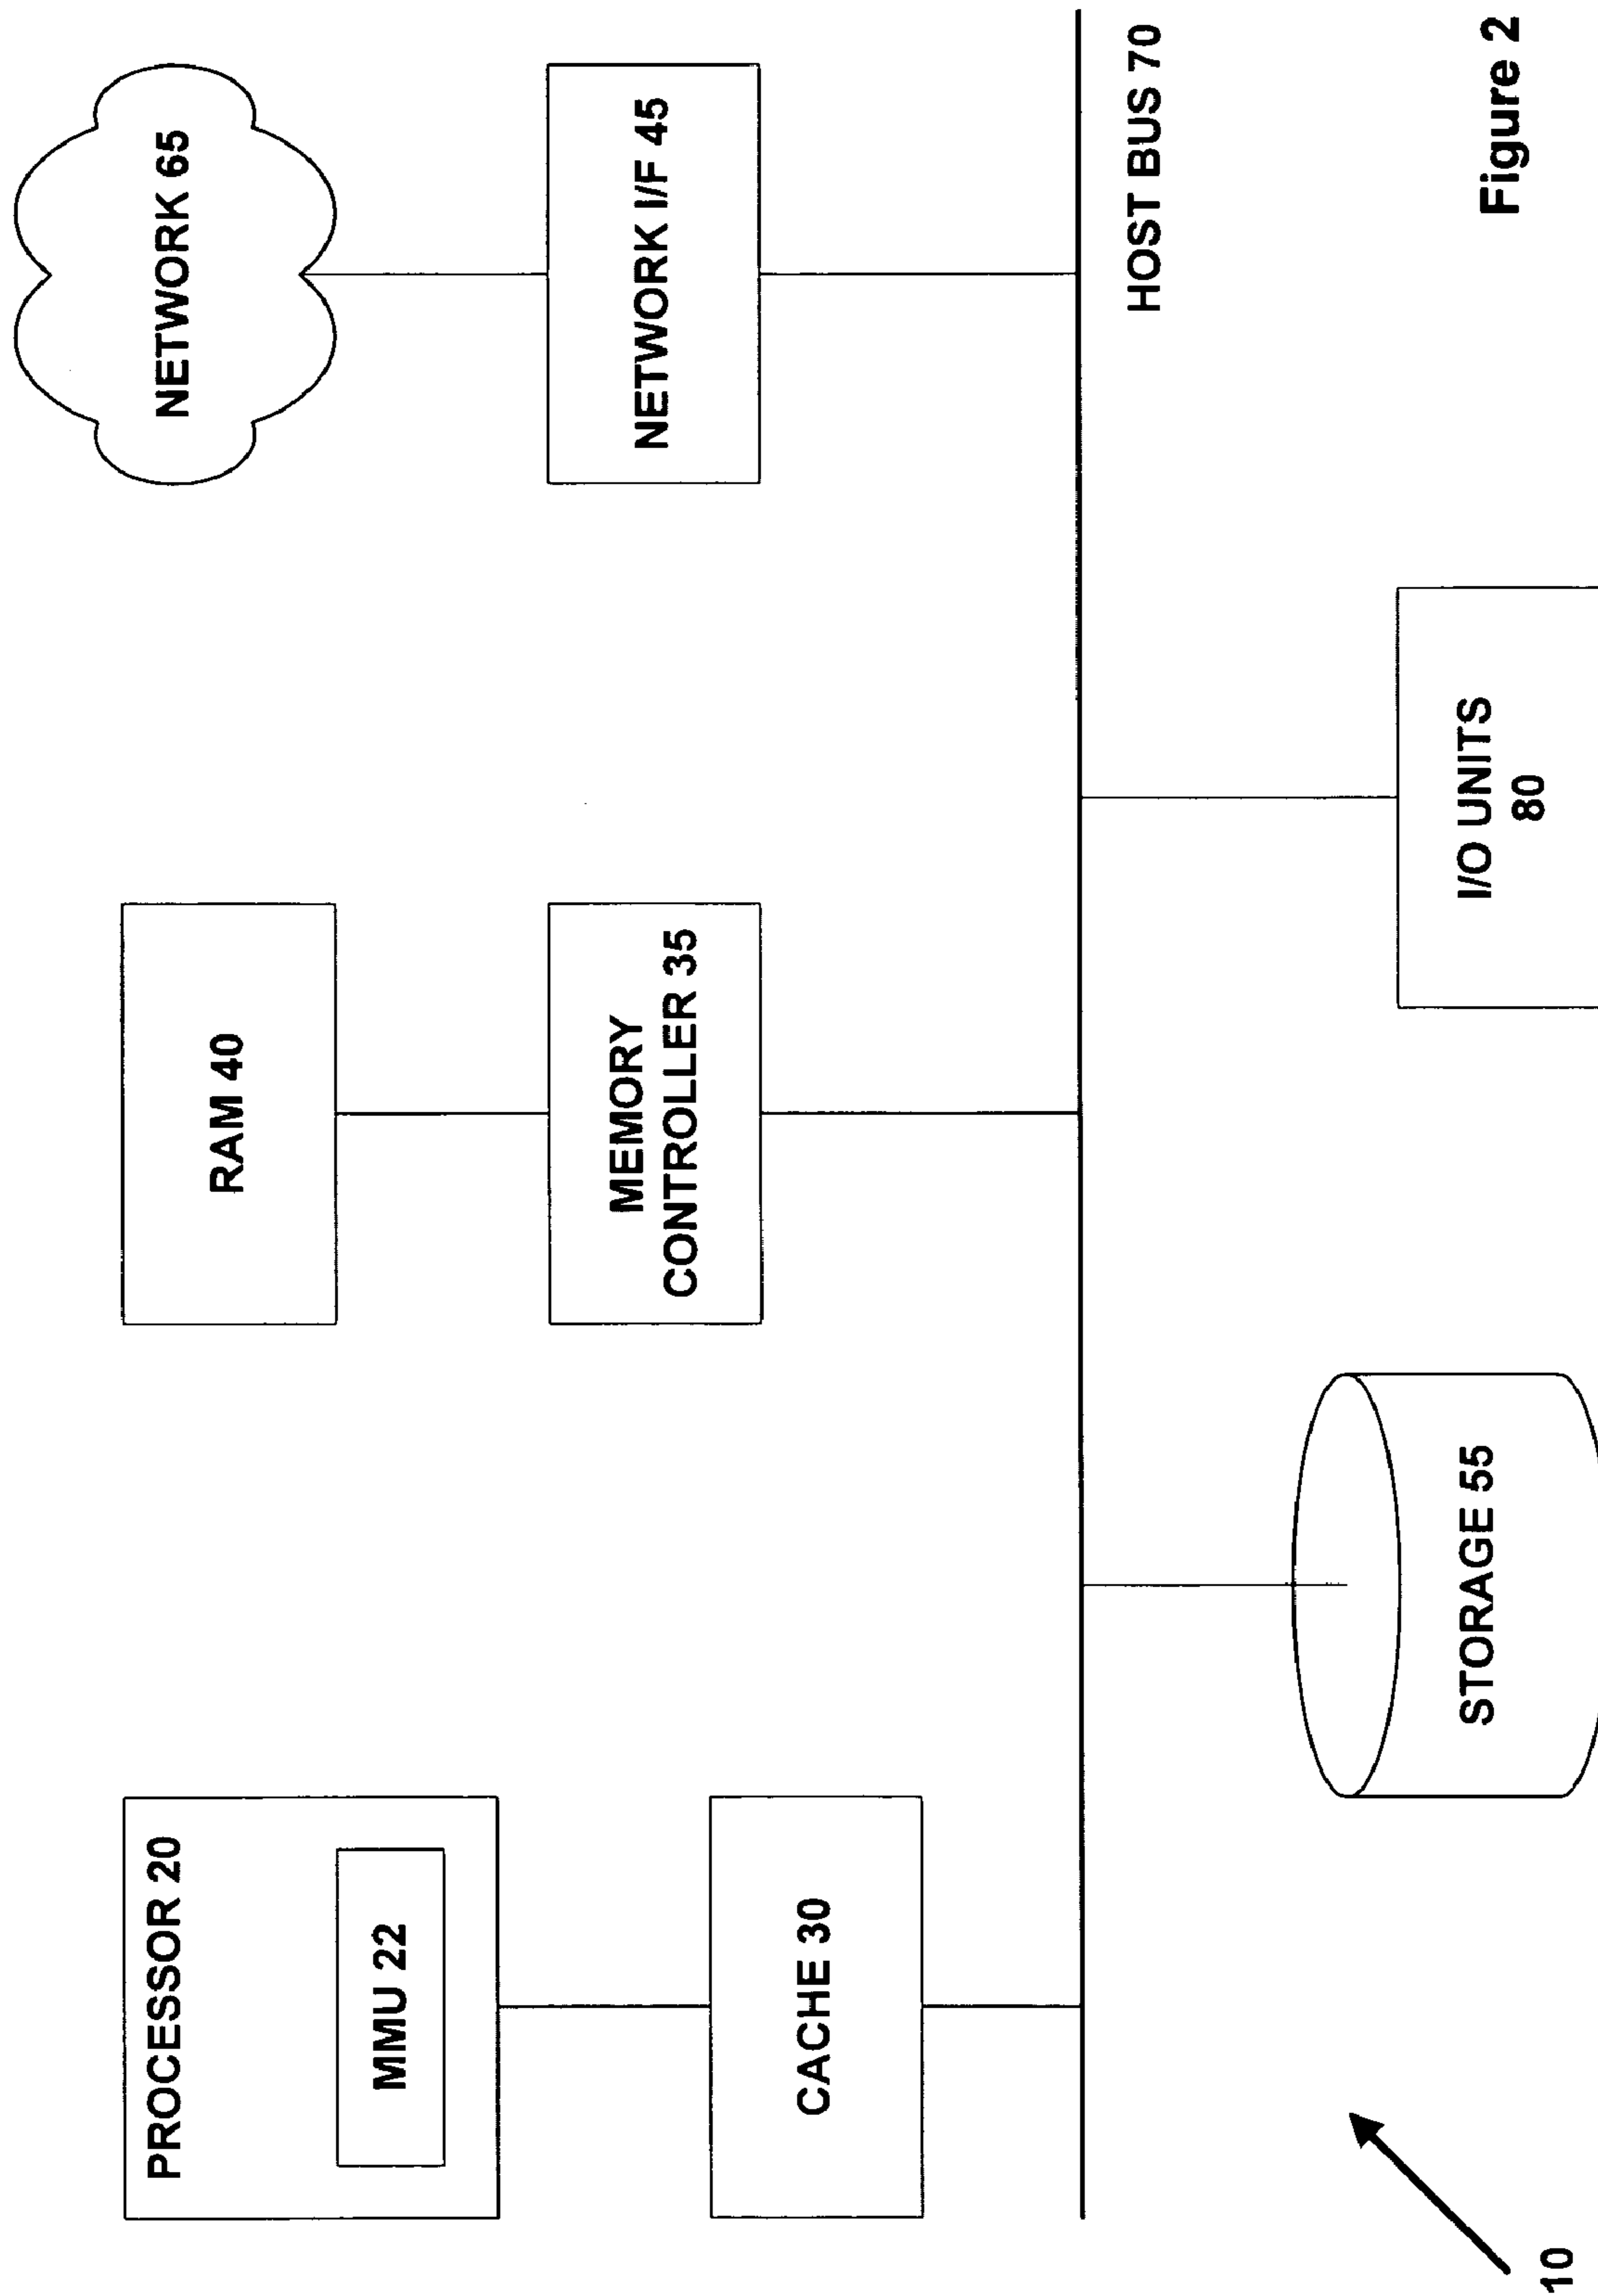 PROCESSOR 20
MMU 22
CACHE 30
RAM 40
MEMORY
CONTROLLER 35
NETWORK 65
NETWORK I/F 45
HOST BUS 70
STORAGE 55
I/O UNITS
80
10
Figure 2